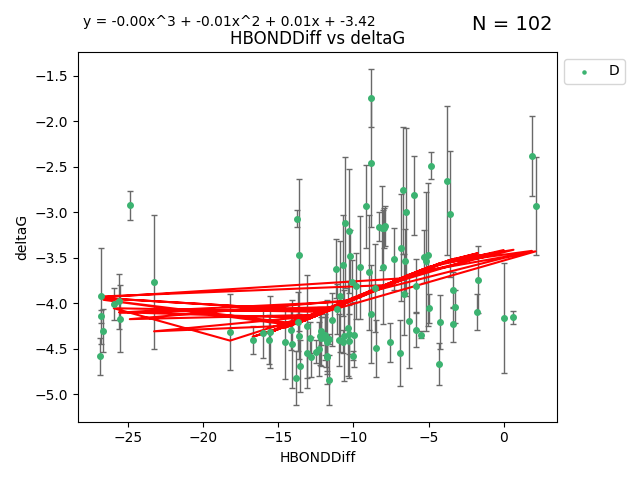 y = -0.00x^3 + -0.01x^2 + 0.01x + -3.42
N = 102
HBONDDiff vs deltaG
D
deltaG
−1.5
−2.0
−2.5
−3.0
−3.5
−4.0
−4.5
−5.0
−25 −20 −15 −10 −5 0
HBONDDiff